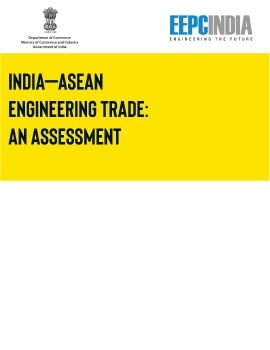 Department of Commerce
Ministry of Commerce and Industry
Government of India
EEPCINDIA
ENGINEERING THE FUTURE
INDIA—ASEAN
ENGINEERING TRADE:
AN ASSESSMENT